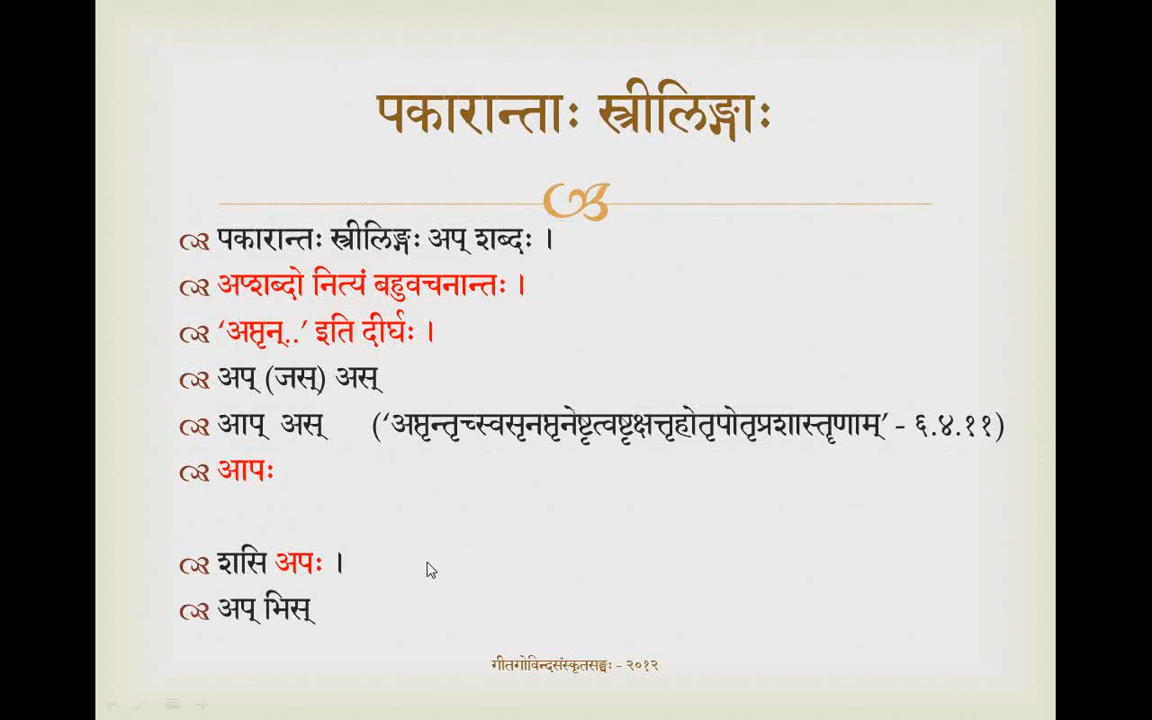 पकारान्ताः स्त्रीलिङ्गाः
पकारान्तः स्त्रीलिङ्गः अप् शब्दः ।
अप्शब्दो नित्यं बहुवचनान्तः ।
‘अप्तृन्..’ इति दीर्घः ।
अप् (जस्) अस्
आप् अस् (‘अप्तृन्तृच्स्वसृनप्तृनेष्टृत्वष्टृक्षत्तृहोतृपोतृप्रशास्तॄणाम्’ - ६.४.११)
आपः
शसि अपः ।
अप् भिस्
गीतगोविन्दसंस्कृतसङ्घः - २०१२